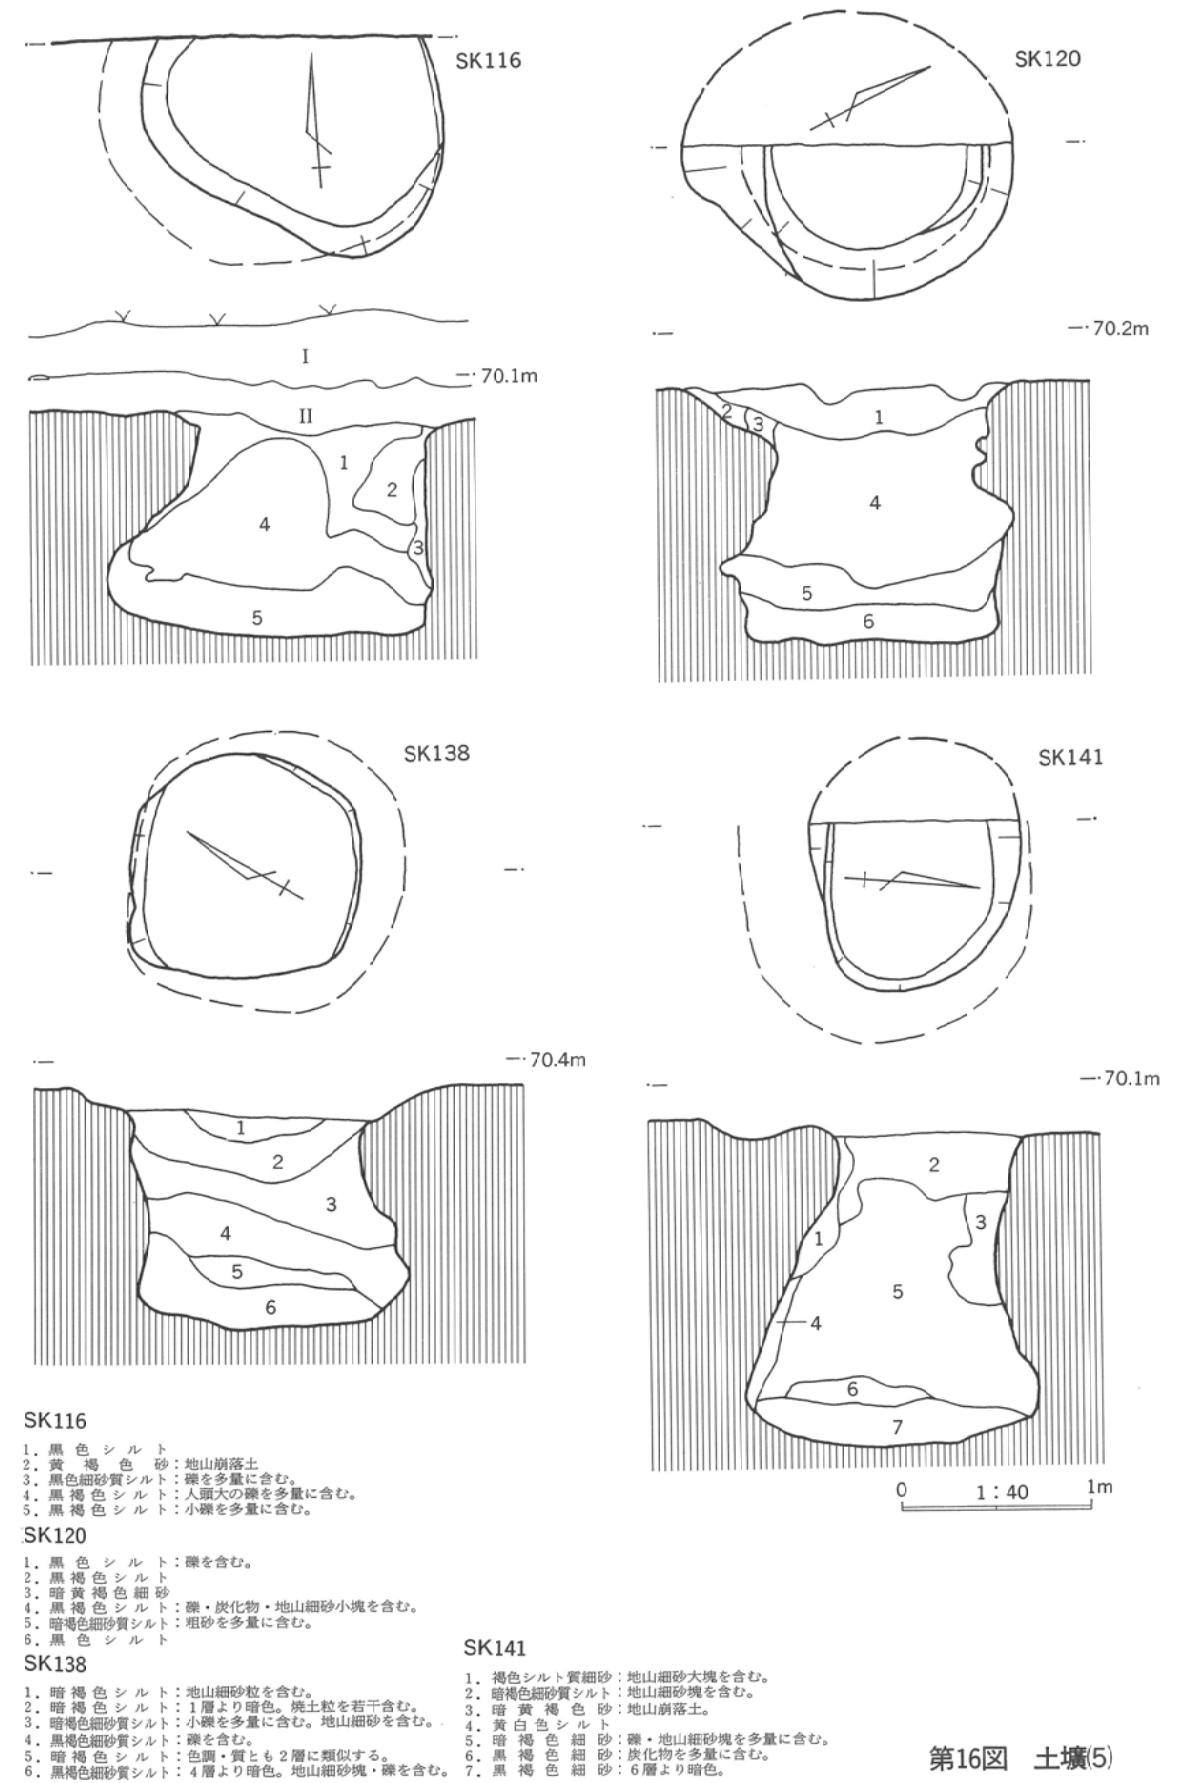 SK116
SK120
70.2m
I
70.1m
II
1
2
3
4
5
1
2
3
4
5
6
SK138
SK141
70.4m
70.1m
1
2
3
4
5
6
1
2
3
4
5
6
7
0 1:40 1m
SK116
1. 黒色シルト
2. 黄褐色砂:地山崩落土
3. 黒色細砂質シルト:礫を多量に含む。
4. 黒褐色シルト:人頭大の礫を多量に含む。
5. 黒褐色シルト:小礫を多量に含む。
SK120
1. 黒色シルト:礫を含む。
2. 黒褐色シルト
3. 暗黄褐色細砂
4. 黒褐色シルト:礫・炭化物・地山細砂小塊を含む。
5. 暗褐色細砂質シルト:粗砂を多量に含む。
6. 黒色シルト
SK138
1. 暗褐色シルト:地山細砂粒を含む。
2. 暗褐色シルト:1層より暗色。焼土粒を若干含む。
3. 暗褐色細砂質シルト:小礫を多量に含む。地山細砂を含む。
4. 黒褐色細砂質シルト:礫を含む。
5. 暗褐色シルト:色調・質とも2層に類似する。
6. 黒褐色細砂質シルト:4層より暗色。地山細砂塊・礫を含む。
SK141
1. 褐色シルト質細砂:地山細砂大塊を含む。
2. 暗褐色細砂質シルト:地山細砂塊を含む。
3. 暗黄褐色砂:地山崩落土。
4. 黄白色シルト
5. 暗褐色細砂:礫・地山細砂塊を多量に含む。
6. 黒褐色細砂:炭化物を多量に含む。
7. 黒褐色細砂:6層より暗色。
第16図 土壙(5)